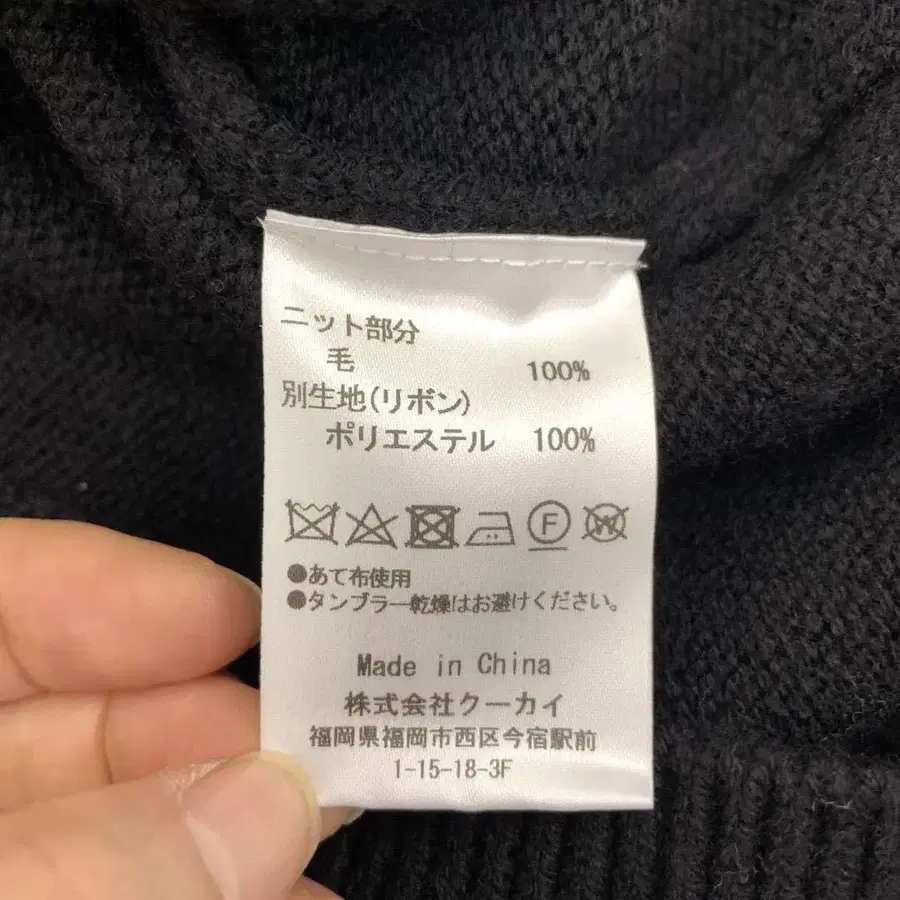 ニット部分
毛 100%
別生地(リボン)
ポリエステル 100%
F W
●あて布使用
●タンブラー乾燥はお避けください。
Made in China
株式会社クーカイ
福岡県福岡市西区今宿駅前
1-15-18-3F